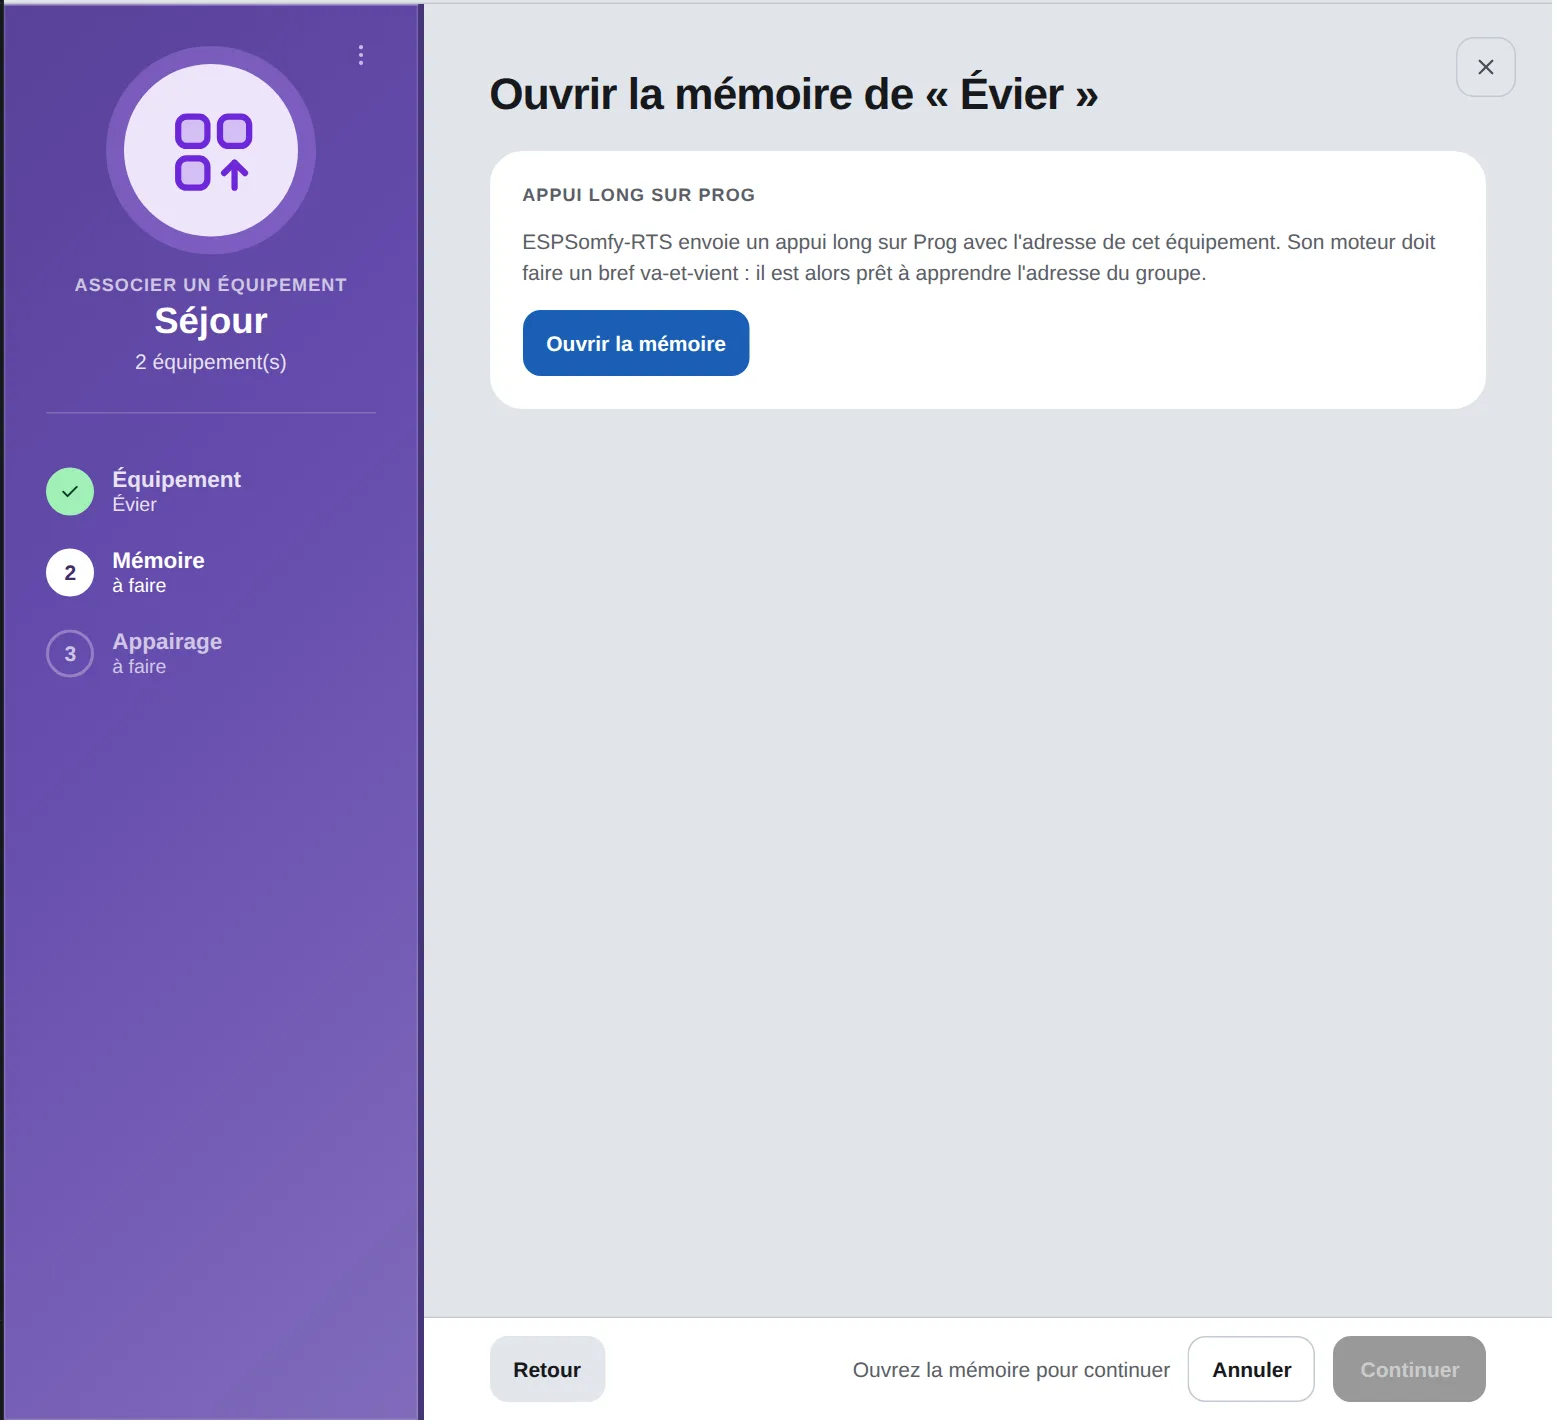 ASSOCIER UN ÉQUIPEMENT
Séjour
2 équipement(s)
Équipement
Évier
2
Mémoire
à faire
3
Appairage
à faire
Ouvrir la mémoire de « Évier »
APPUI LONG SUR PROG
ESPSomfy-RTS envoie un appui long sur Prog avec l'adresse de cet équipement. Son moteur doit
faire un bref va-et-vient : il est alors prêt à apprendre l'adresse du groupe.
Ouvrir la mémoire
Retour
Ouvrez la mémoire pour continuer
Annuler
Continuer